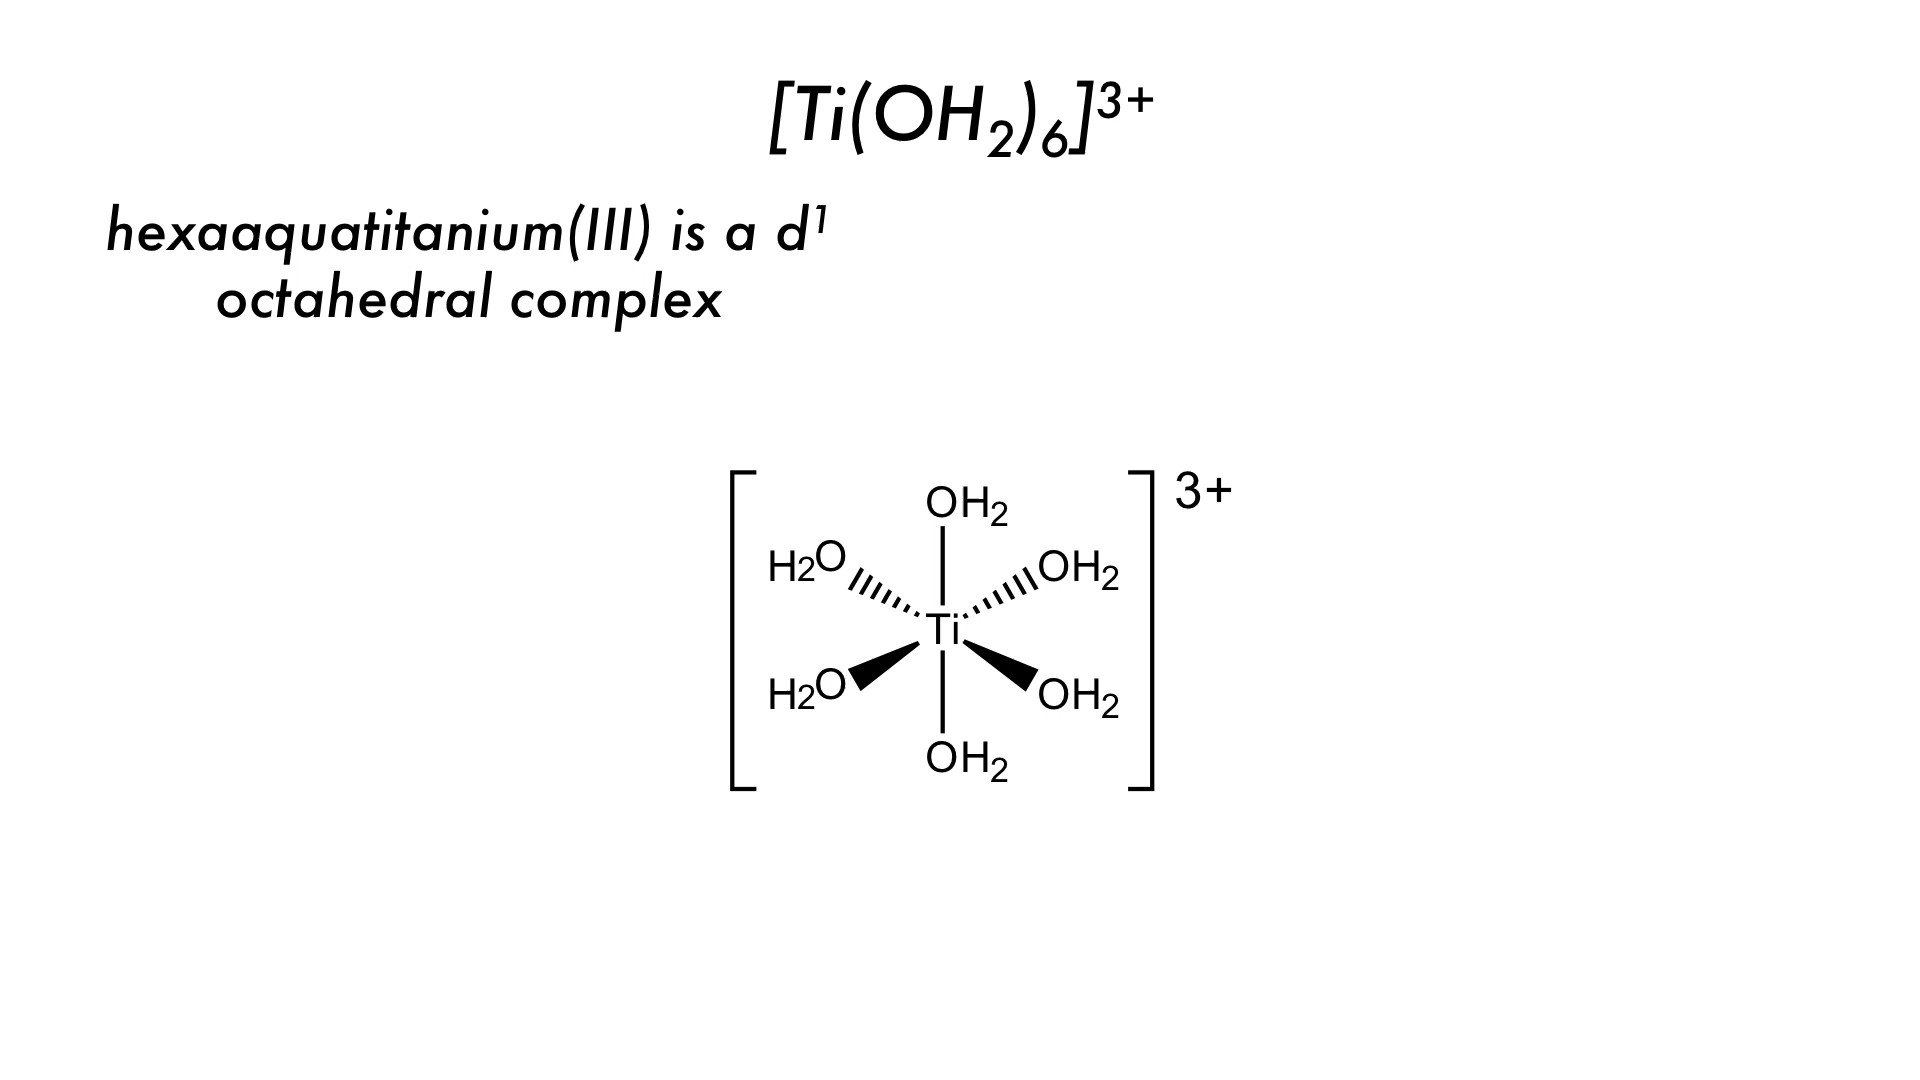 [Ti(OH₂)₆]³⁺
hexaaquatitanium(III) is a d¹
octahedral complex
3+
OH₂
H₂O OH₂
Ti
H₂O OH₂
OH₂